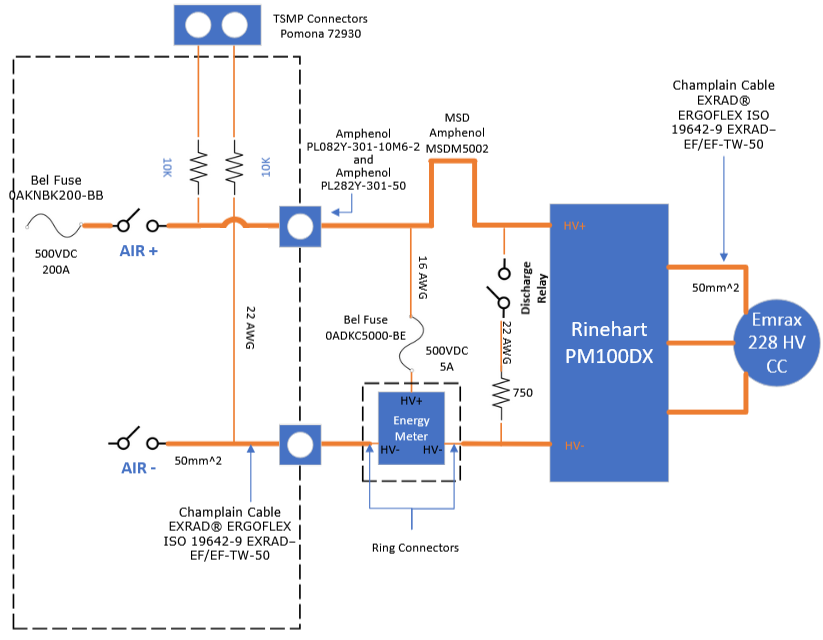 TSMP Connectors
Pomona 72930
10K
10K
Bel Fuse
0AKNBK200-BB
500VDC
200A
AIR +
Amphenol
PL082Y-301-10M6-2
and
Amphenol
PL282Y-301-50
MSD
Amphenol
MSDM5002
Champlain Cable
EXRAD®
ERGOFLEX ISO
19642-9 EXRAD–
EF/EF-TW-50
HV+
16 AWG
Discharge
Relay
22 AWG
50mm^2
22 AWG
Bel Fuse
0ADKC5000-BE
500VDC
5A
Rinehart
PM100DX
Emrax
228 HV
CC
750
HV+
Energy
Meter
HV-
HV-
HV-
AIR -
50mm^2
Champlain Cable
EXRAD® ERGOFLEX
ISO 19642-9 EXRAD–
EF/EF-TW-50
Ring Connectors